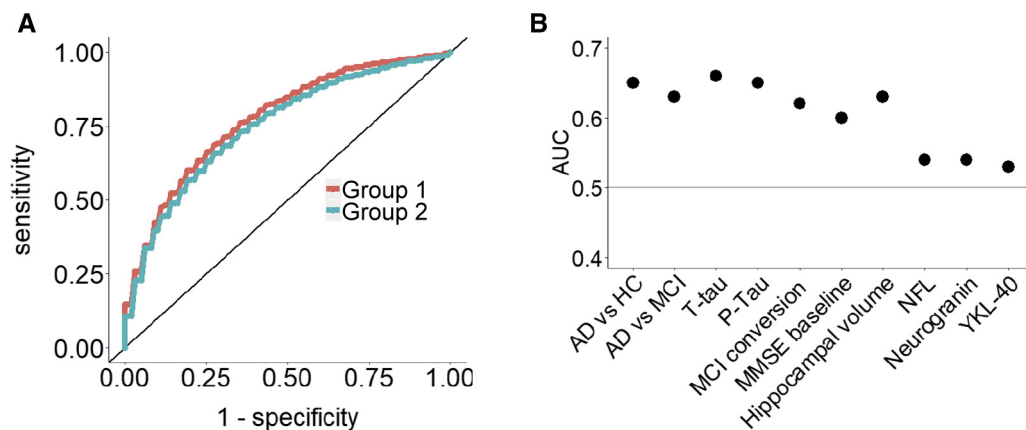 A
1.00
0.75
0.50
0.25
0.00
sensitivity
Group 1
Group 2
0.00 0.25 0.50 0.75 1.00
1 - specificity
B
0.7
0.6
0.5
0.4
AUC
AD vs HC
AD vs MCI
T-tau
P-Tau
MCI conversion
MMSE baseline
Hippocampal volume
NFL
Neurogranin
YKL-40